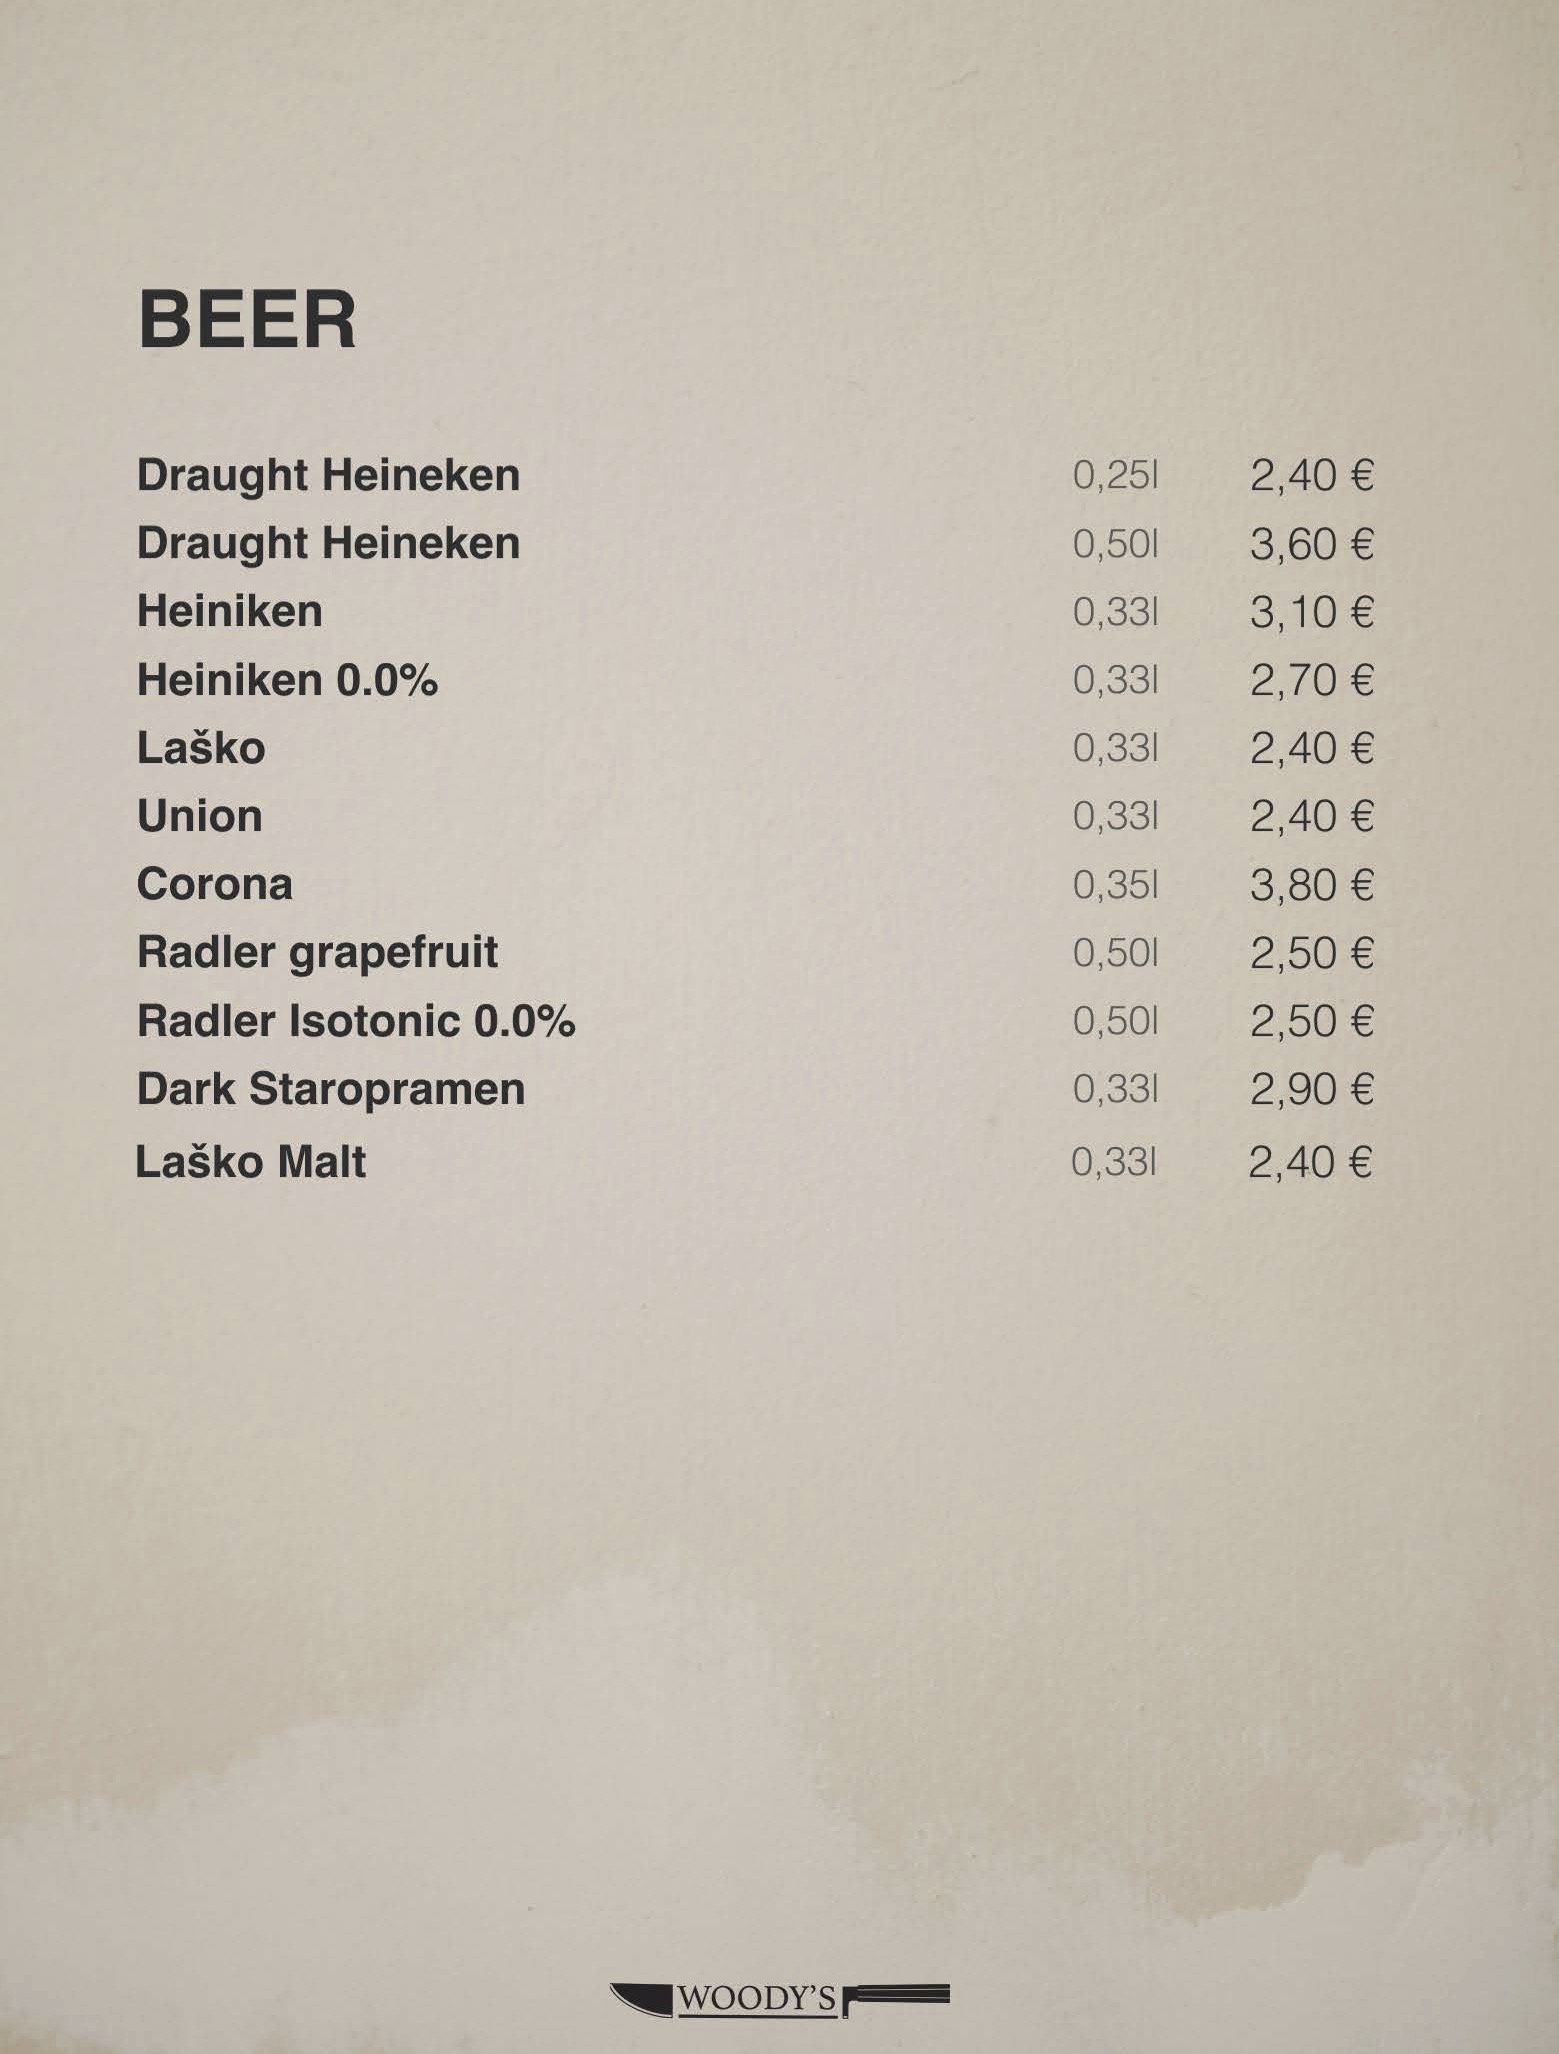 BEER
Draught Heineken 0,25l 2,40 €
Draught Heineken 0,50l 3,60 €
Heiniken 0,33l 3,10 €
Heiniken 0.0% 0,33l 2,70 €
Laško 0,33l 2,40 €
Union 0,33l 2,40 €
Corona 0,35l 3,80 €
Radler grapefruit 0,50l 2,50 €
Radler Isotonic 0.0% 0,50l 2,50 €
Dark Staropramen 0,33l 2,90 €
Laško Malt 0,33l 2,40 €
WOODY'S